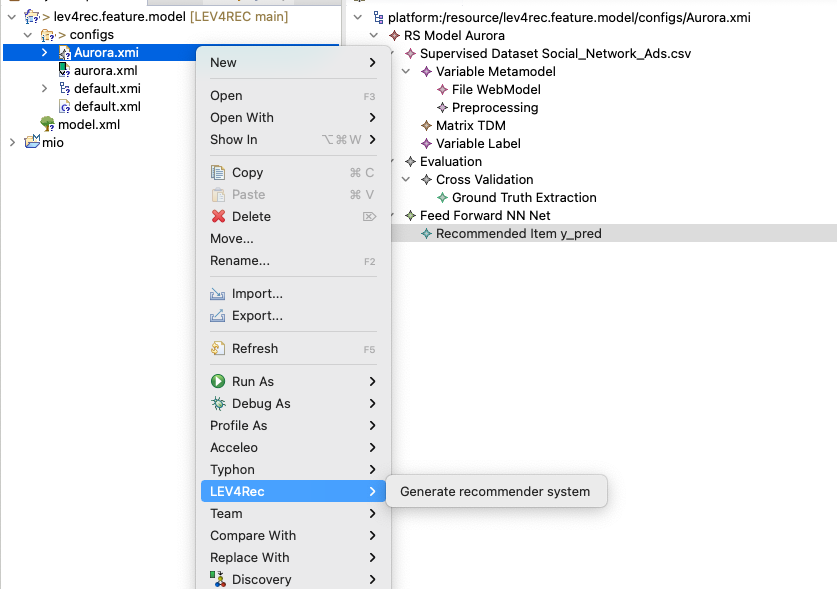 > lev4rec.feature.model [LEV4REC main]
> configs
Aurora.xmi
aurora.xml
default.xmi
default.xml
model.xml
mio
New
Open F3
Open With
Show In ⌥⌘W
Copy ⌘C
Paste ⌘V
Delete ⌦
Move...
Rename... F2
Import...
Export...
Refresh F5
Run As
Debug As
Profile As
Acceleo
Typhon
LEV4Rec
Team
Compare With
Replace With
Discovery
Generate recommender system
platform:/resource/lev4rec.feature.model/configs/Aurora.xmi
RS Model Aurora
Supervised Dataset Social_Network_Ads.csv
Variable Metamodel
File WebModel
Preprocessing
Matrix TDM
Variable Label
Evaluation
Cross Validation
Ground Truth Extraction
Feed Forward NN Net
Recommended Item y_pred